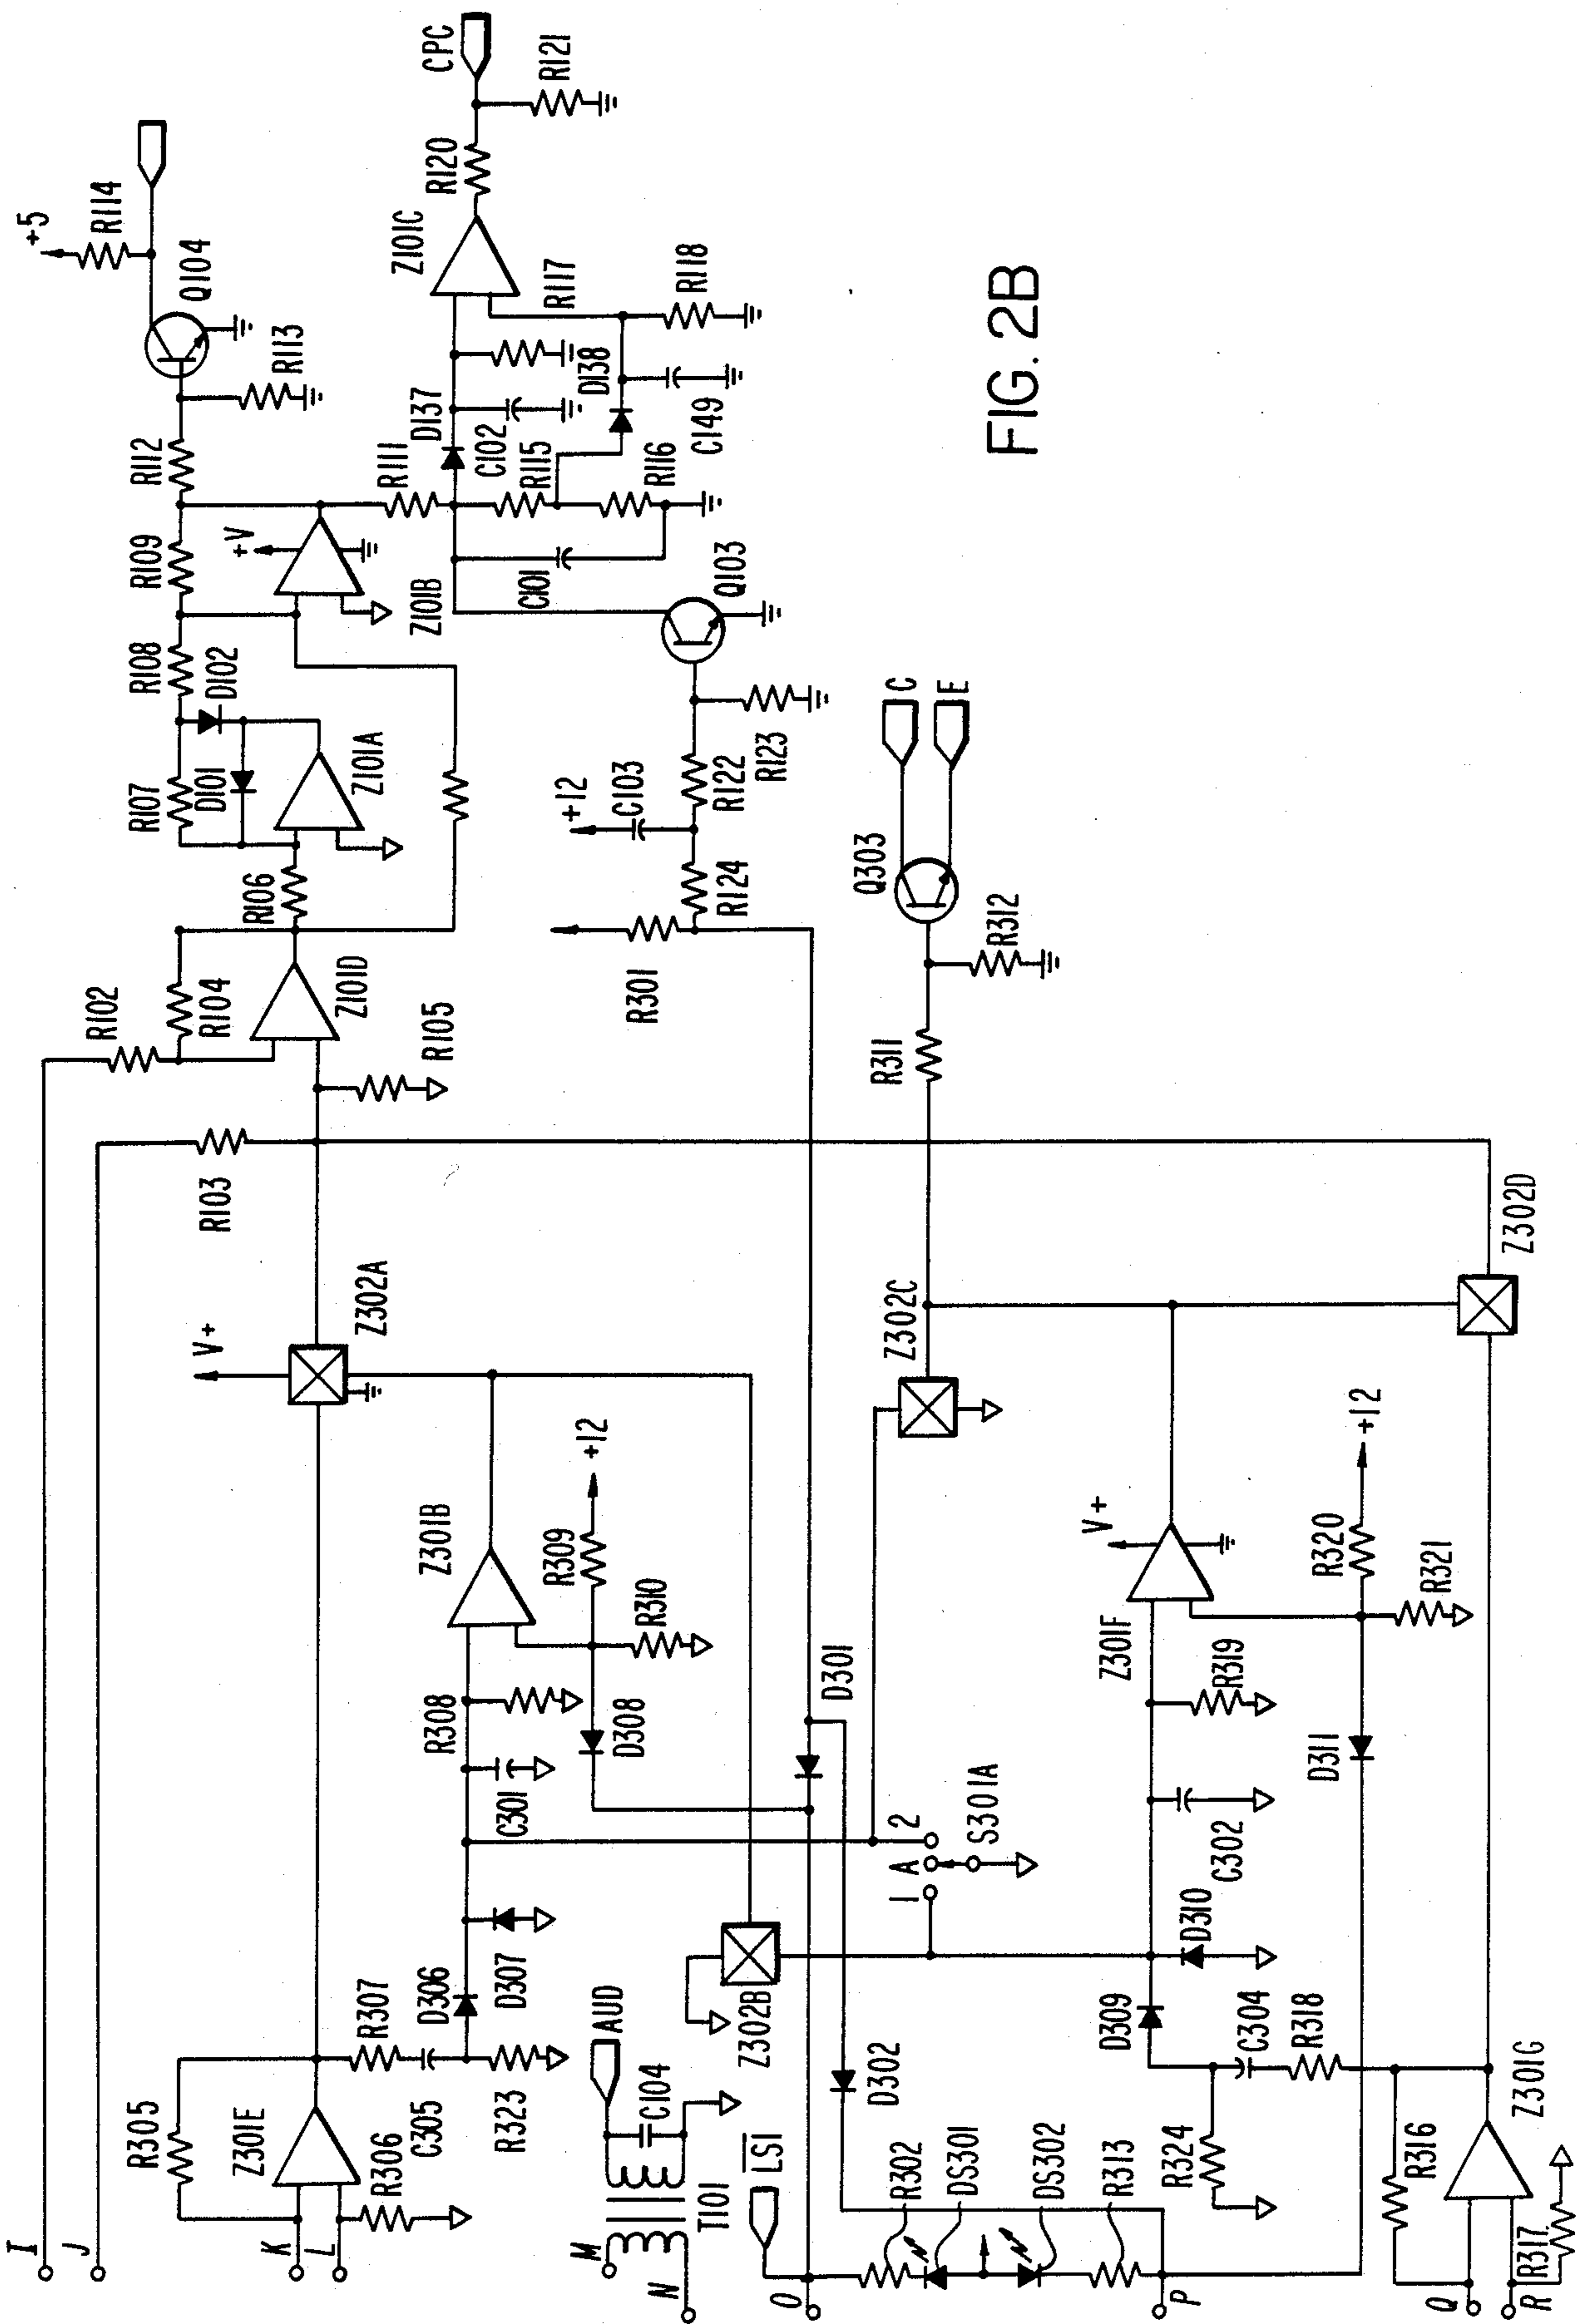 +5
R114
Q104
R113
R112
R109
+V
R108
D102
R107
D101
Z101A
R106
Z101B
R102
R104
Z101D
R105
R103
CPC
R121
R120
Z101C
R117
R118
R111
D137
C102
R115
D138
C149
R116
C101
Q103
+12
C103
R122
R123
R124
R301
FIG. 2B
I
J
K
L
V+
Z302A
Z301B
+12
R309
R310
R308
D308
C301
D306
D307
R307
R305
Z301E
R306
C305
R323
AUD
C104
T101
M
N
LS1
O
Z302B
D302
D301
1 A 2
S301A
R302
DS301
DS302
R313
P
C
E
Q303
R312
R311
Z302C
Z302D
V+
Z301F
R319
R320
+12
R321
D311
C302
D310
D309
C304
R318
R324
R316
Z301G
Q
R
R317